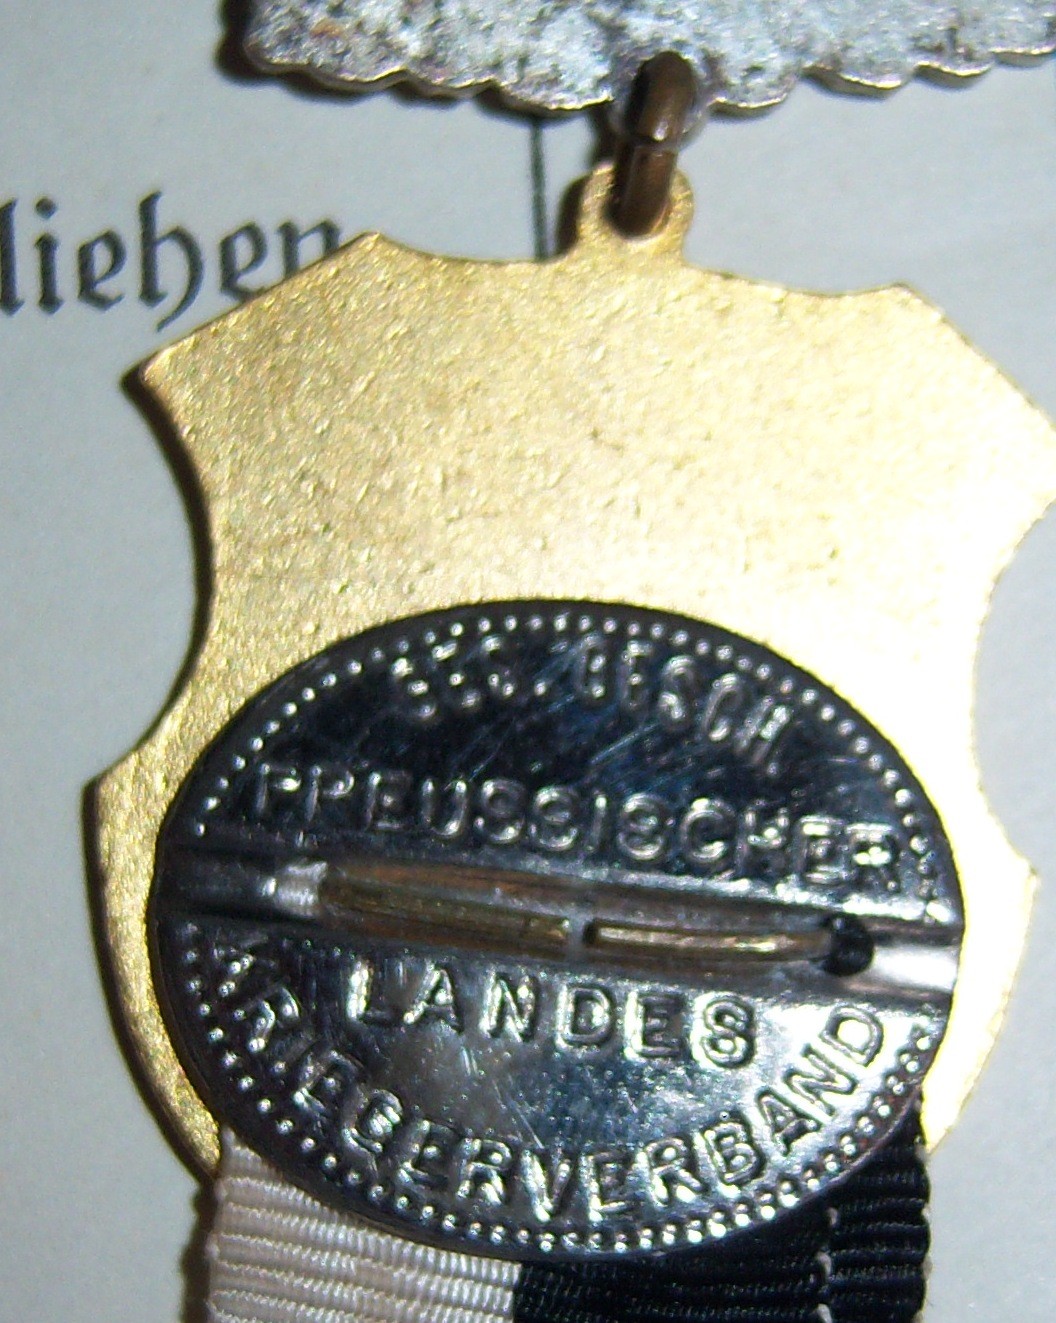 liehen
GES. GESCH
PREUSSISCHER
LANDES
KRIEGERVERBAND